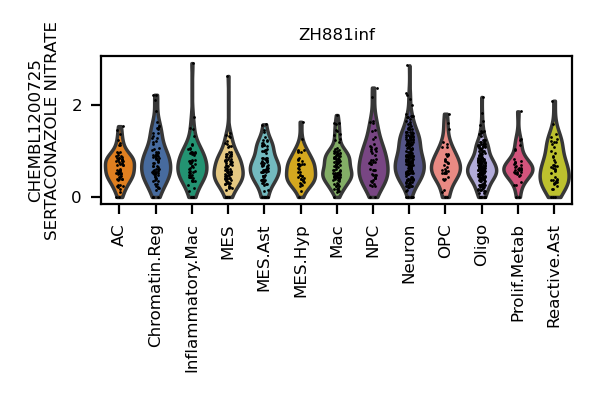 ZH881inf
CHEMBL1200725
SERTACONAZOLE NITRATE
2
0
AC
Chromatin.Reg
Inflammatory.Mac
MES
MES.Ast
MES.Hyp
Mac
NPC
Neuron
OPC
Oligo
Prolif.Metab
Reactive.Ast